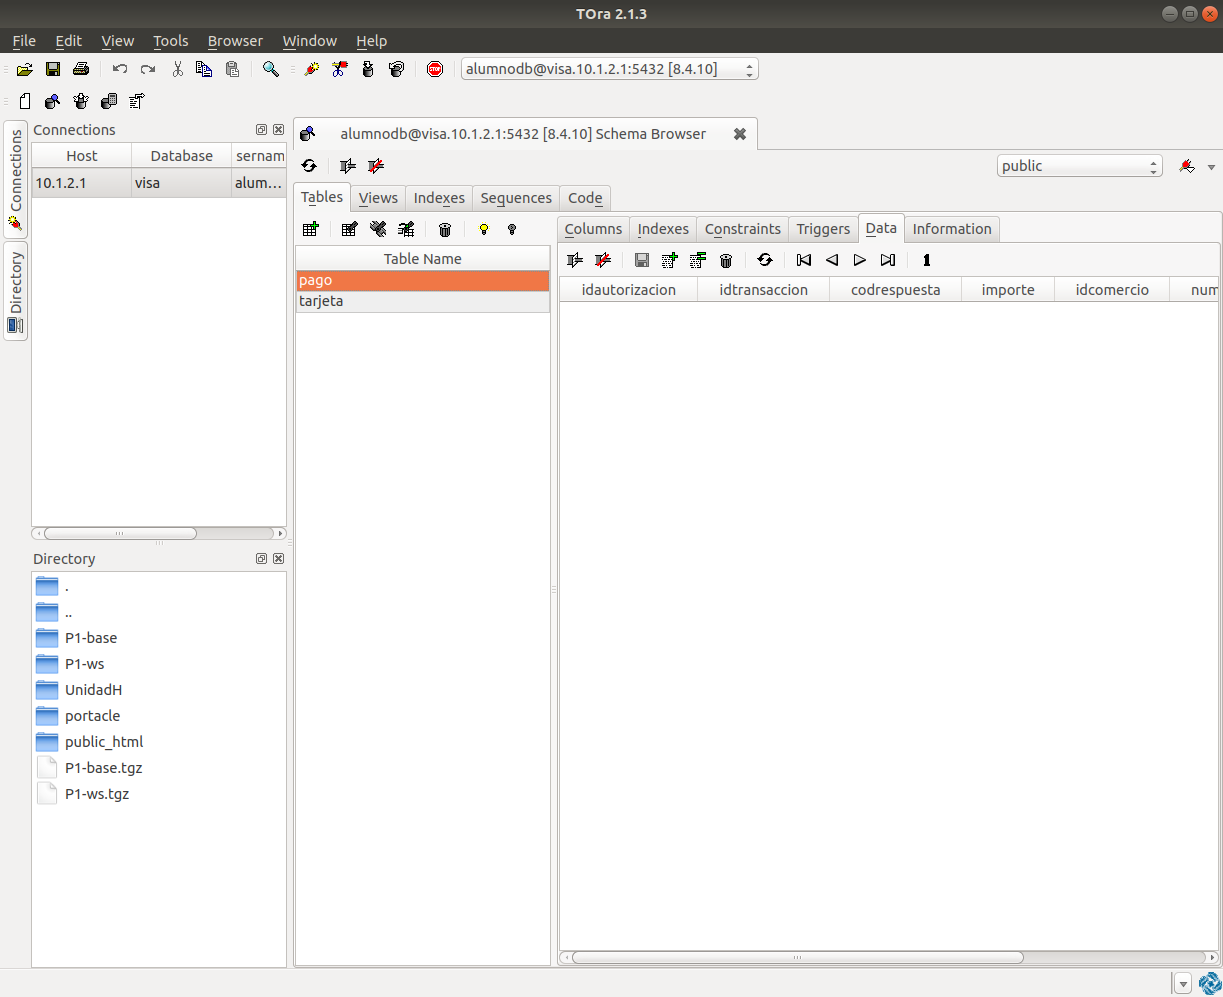 TOra 2.1.3
File Edit View Tools Browser Window Help
STOP
alumnodb@visa.10.1.2.1:5432 [8.4.10]
Connections
Directory
Connections
Host Database sernam
10.1.2.1 visa alum...
Directory
.
..
P1-base
P1-ws
UnidadH
portacle
public_html
P1-base.tgz
P1-ws.tgz
alumnodb@visa.10.1.2.1:5432 [8.4.10] Schema Browser
public
Tables Views Indexes Sequences Code
Table Name
pago
tarjeta
Columns Indexes Constraints Triggers Data Information
1
idautorizacion idtransaccion codrespuesta importe idcomercio num